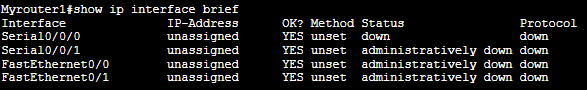 Myrouter1#show ip interface brief
Interface IP-Address OK? Method Status Protocol
Serial0/0/0 unassigned YES unset down down
Serial0/0/1 unassigned YES unset administratively down down
FastEthernet0/0 unassigned YES unset administratively down down
FastEthernet0/1 unassigned YES unset administratively down down